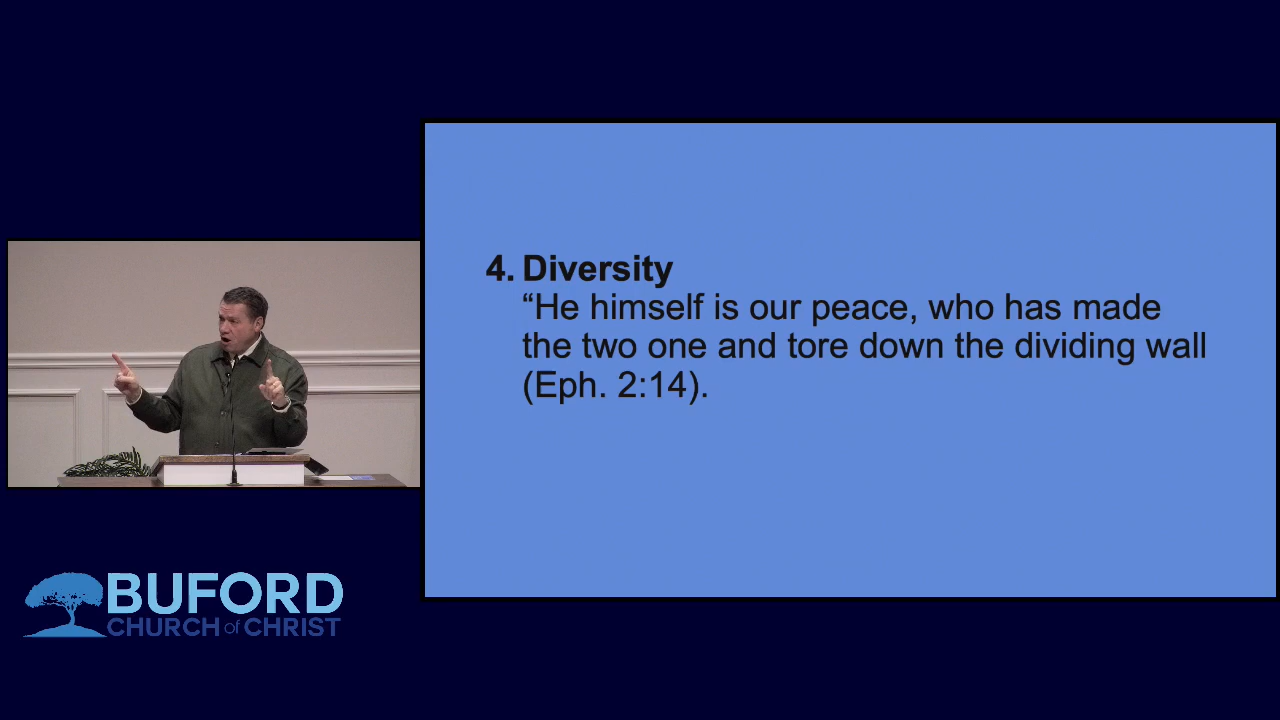 4. Diversity
“He himself is our peace, who has made
the two one and tore down the dividing wall
(Eph. 2:14).
BUFORD
CHURCH of CHRIST